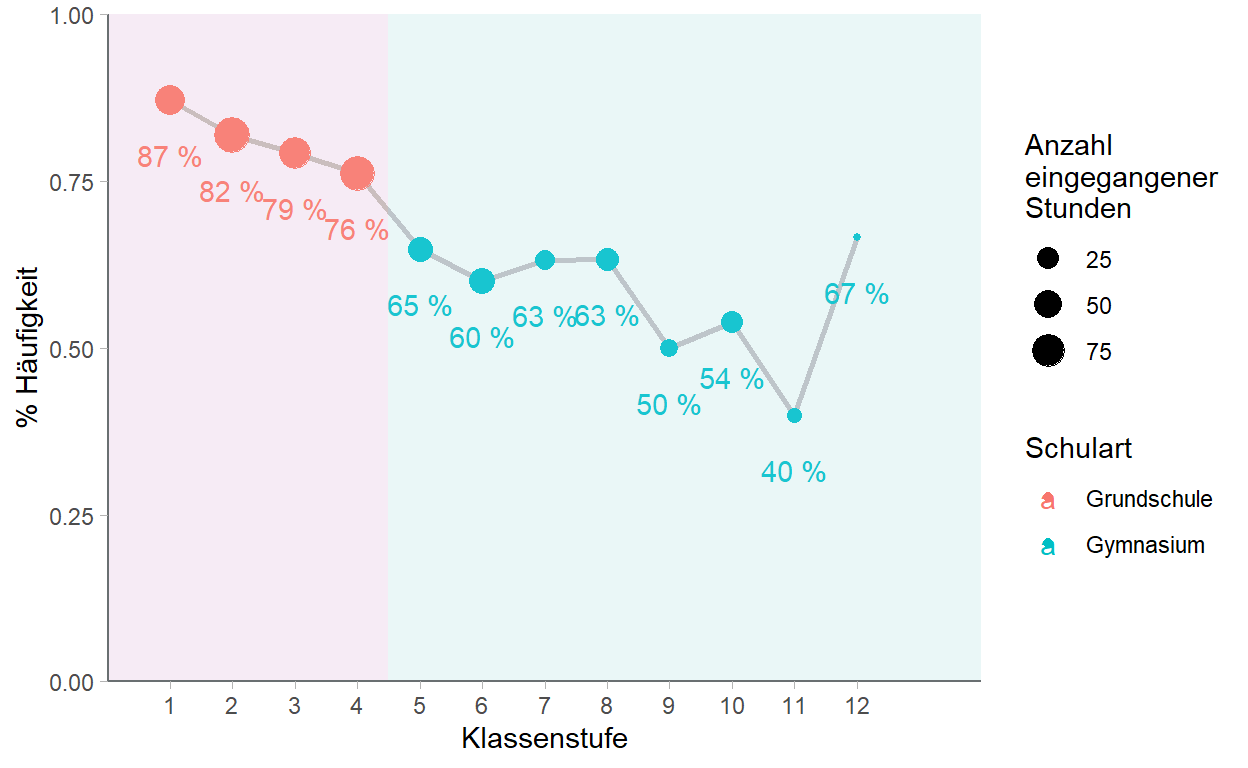 1.00
0.75
0.50
0.25
0.00
% Häufigkeit
87 %
82 %
79 %
76 %
65 %
60 %
63 %
63 %
50 %
54 %
40 %
67 %
1 2 3 4 5 6 7 8 9 10 11 12
Klassenstufe
Anzahl
eingegangener
Stunden
25
50
75
Schulart
a Grundschule
a Gymnasium